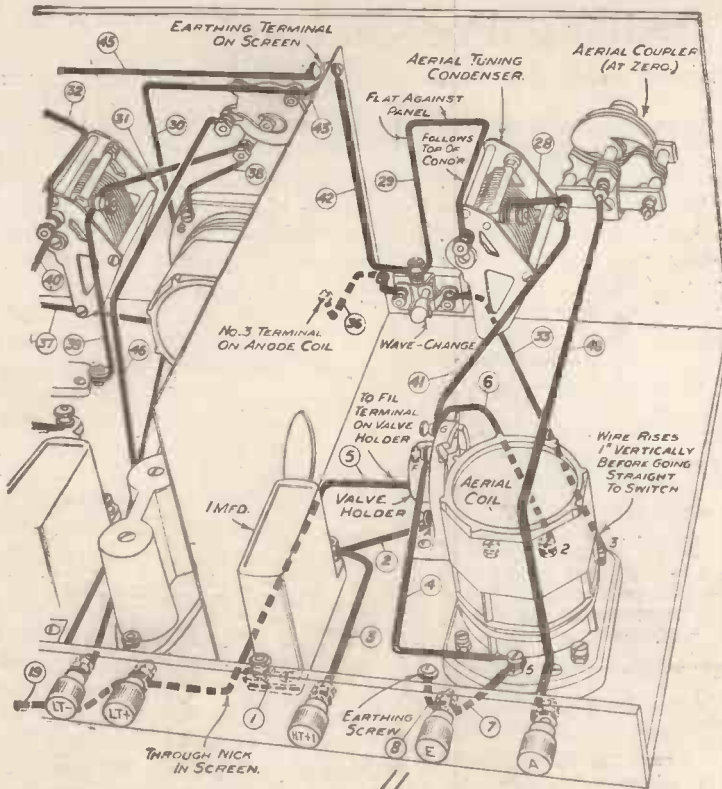 EARTHING TERMINAL
ON SCREEN
45
AERIAL TUNING
CONDENSER.
AERIAL COUPLER
(AT ZERO.)
FLAT AGAINST
PANEL
FOLLOWS
TOP OF
COND'R
32
31
30
43
38
42
29
28
40
37
39
46
NO. 3 TERMINAL
ON ANODE COIL
36
WAVE-CHANGE
33
41
6
TO FIL
TERMINAL
ON VALVE
HOLDER
G
F
5
VALVE
HOLDER
AERIAL
COIL
WIRE RISES
1" VERTICALLY
BEFORE GOING
STRAIGHT
TO SWITCH
1 MFD.
2
2
3
4
3
5
19
LT-
LT+
1
HT+1
EARTHING
SCREW
8
E
7
A
THROUGH NICK
IN SCREEN.